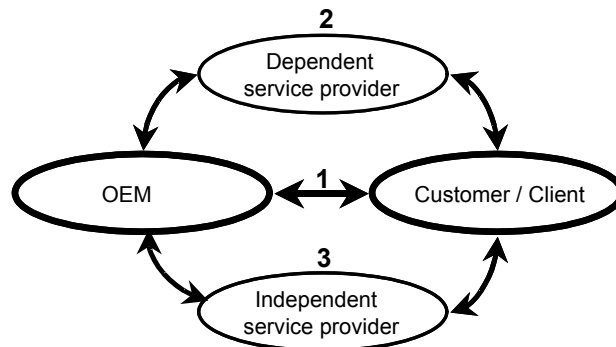 2
Dependent
service provider
OEM
1
Customer / Client
3
Independent
service provider